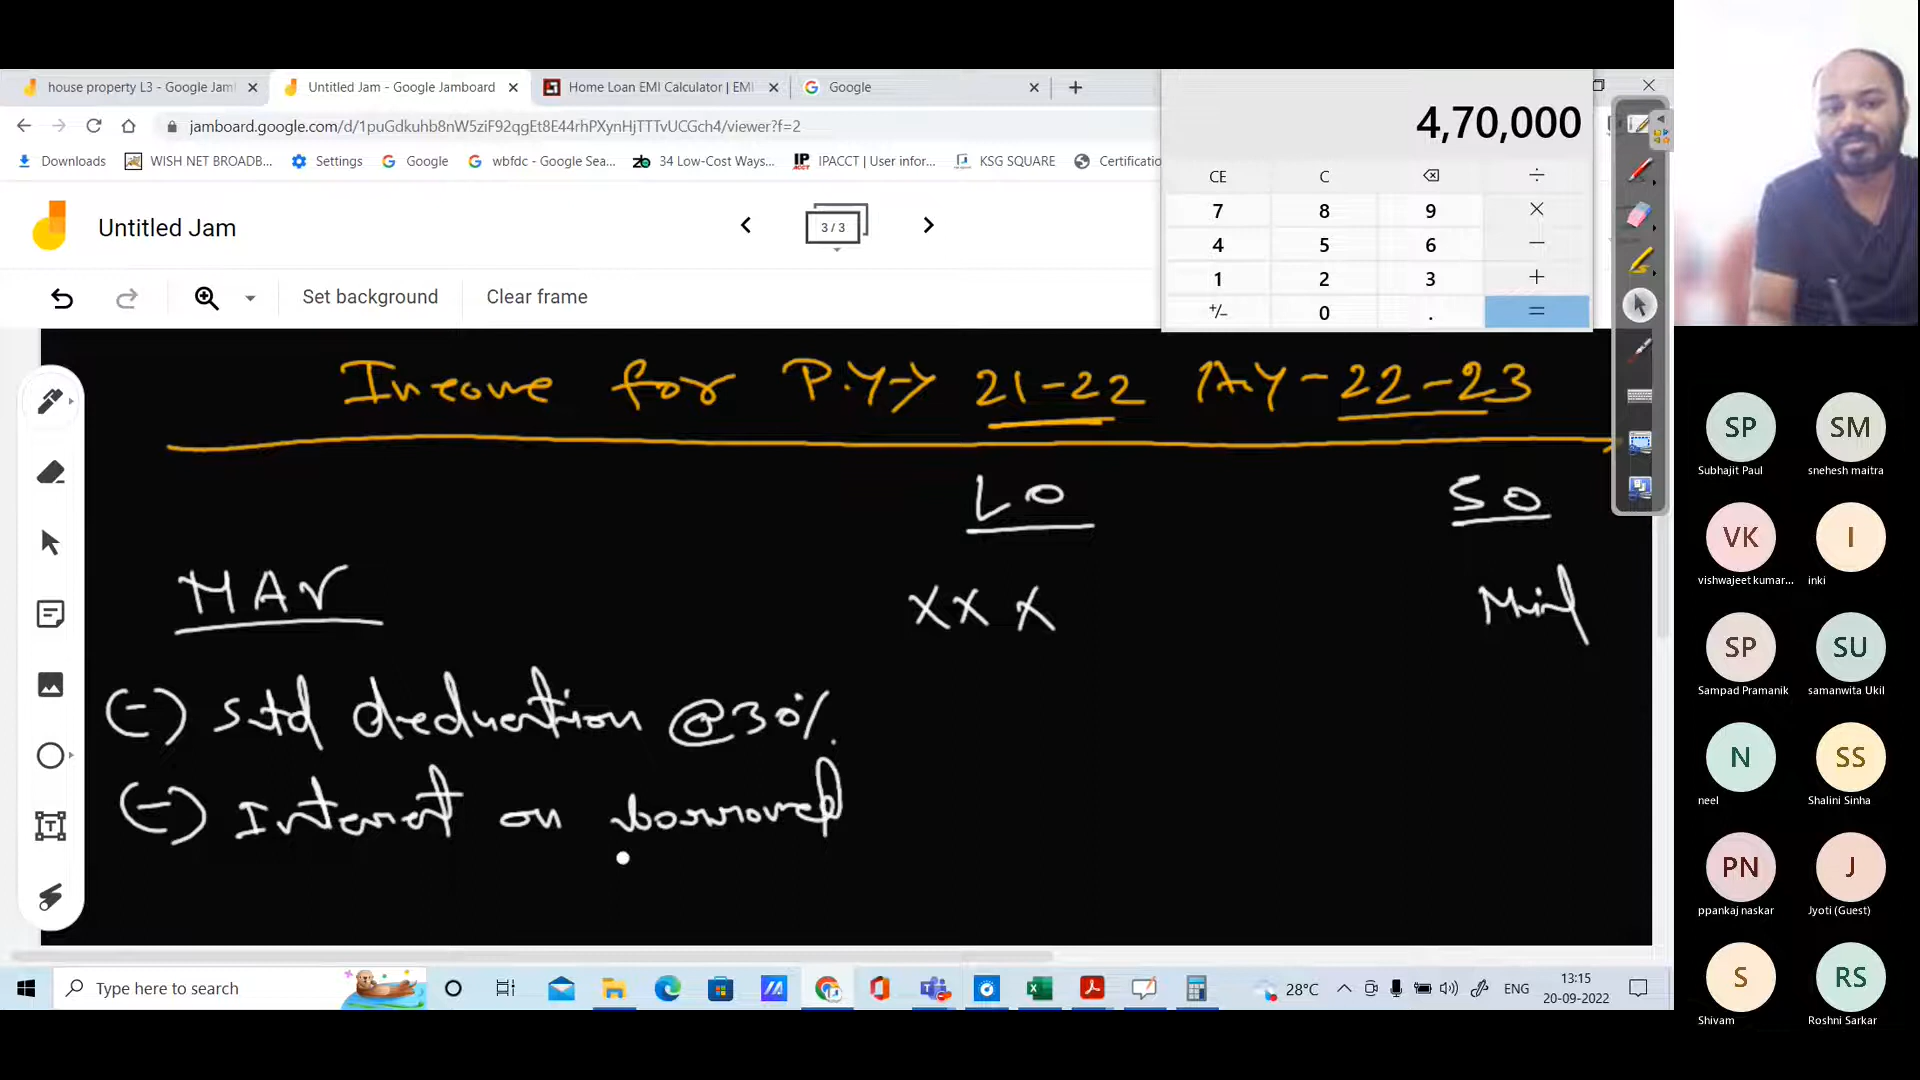 house property L3 - Google Jam
Untitled Jam - Google Jamboard
Home Loan EMI Calculator | EMI
Google
jamboard.google.com/d/1puGdkuhb8nW5ziF92qgEt8E44rhPXynHjTTTvUCGch4/viewer?f=2
Downloads
WISH NET BROADB...
Settings
Google
wbfdc - Google Sea...
34 Low-Cost Ways...
IPACCT | User infor...
KSG SQUARE
Certificatio
4,70,000
CE C ÷
7 8 9 ×
4 5 6 −
1 2 3 +
+/- 0 . =
Untitled Jam
3 / 3
Set background
Clear frame
Income for P.Y→ 21-22 A.Y-22-23
LO SO
MAV XXX
(-) Std deduction @30%.
(-) Interest on borrowed
SP SM
Subhajit Paul snehesh maitra
VK I
vishwajeet kumar... inki
SP SU
Sampad Pramanik samanwita Ukil
N SS
neel Shalini Sinha
PN J
ppankaj naskar Jyoti (Guest)
S RS
Shivam Roshni Sarkar
Type here to search
28°C
ENG
13:15
20-09-2022